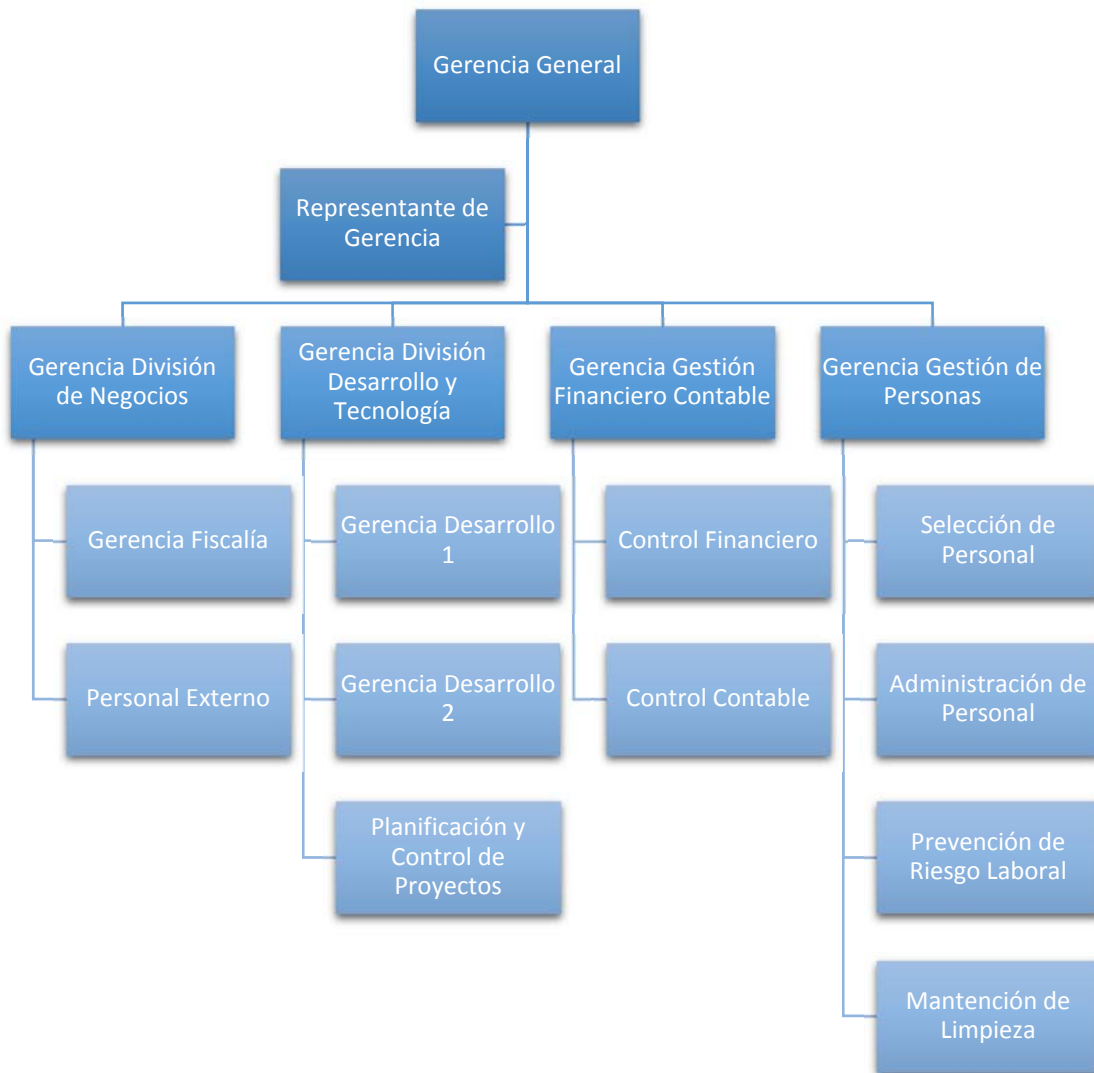 Gerencia General
Representante de
Gerencia
Gerencia División
de Negocios
Gerencia División
Desarrollo y
Tecnología
Gerencia Gestión
Financiero Contable
Gerencia Gestión de
Personas
Gerencia Fiscalía
Personal Externo
Gerencia Desarrollo
1
Gerencia Desarrollo
2
Planificación y
Control de
Proyectos
Control Financiero
Control Contable
Selección de
Personal
Administración de
Personal
Prevención de
Riesgo Laboral
Mantención de
Limpieza